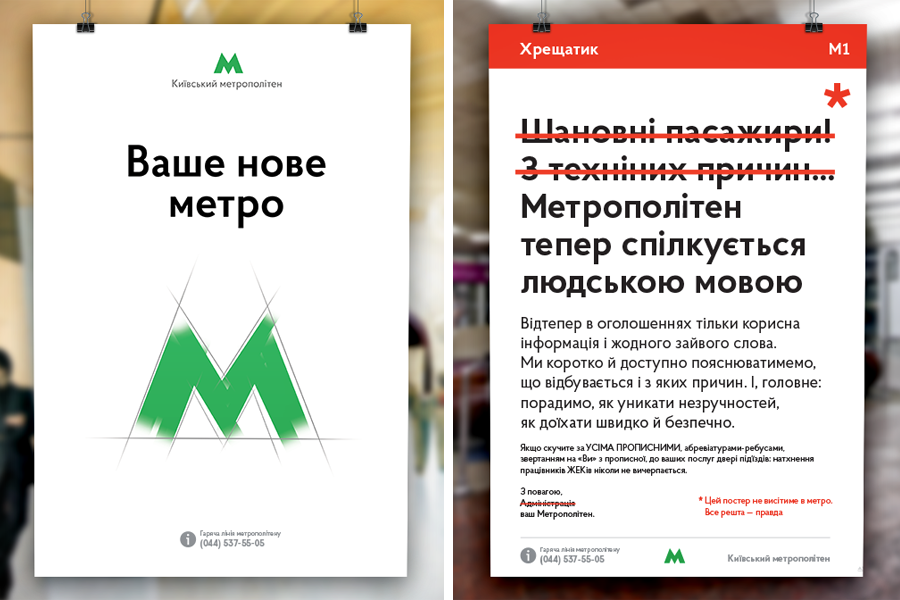 Київський метрополітен
Ваше нове
метро
Гаряча лінія метрополітену
(044) 537-55-05
Хрещатик
М1
*
Шановні пасажири!
З техніних причин...
Метрополітен
тепер спілкується
людською мовою
Відтепер в оголошеннях тільки корисна
інформація і жодного зайвого слова.
Ми коротко й доступно пояснюватимемо,
що відбувається і з яких причин. І, головне:
порадимо, як уникати незручностей,
як доїхати швидко й безпечно.
Якщо скучите за УСІМА ПРОПИСНИМИ, абревіатурами-ребусами,
звертанням на «Ви» з прописної, до ваших послуг двері під'їздів: натхнення
працівників ЖЕКів ніколи не вичерпається.
З повагою,
Адміністрація
ваш Метрополітен.
* Цей постер не висітиме в метро.
Все решта — правда
Гаряча лінія метрополітену
(044) 537-55-05
Київський метрополітен